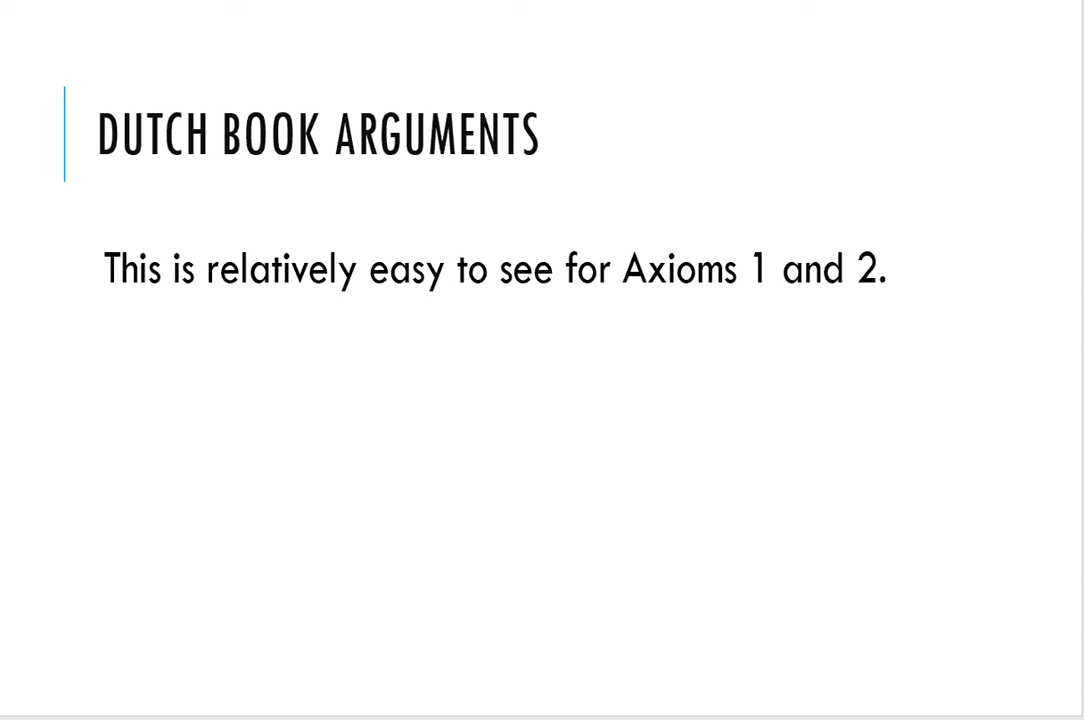 DUTCH BOOK ARGUMENTS
This is relatively easy to see for Axioms 1 and 2.